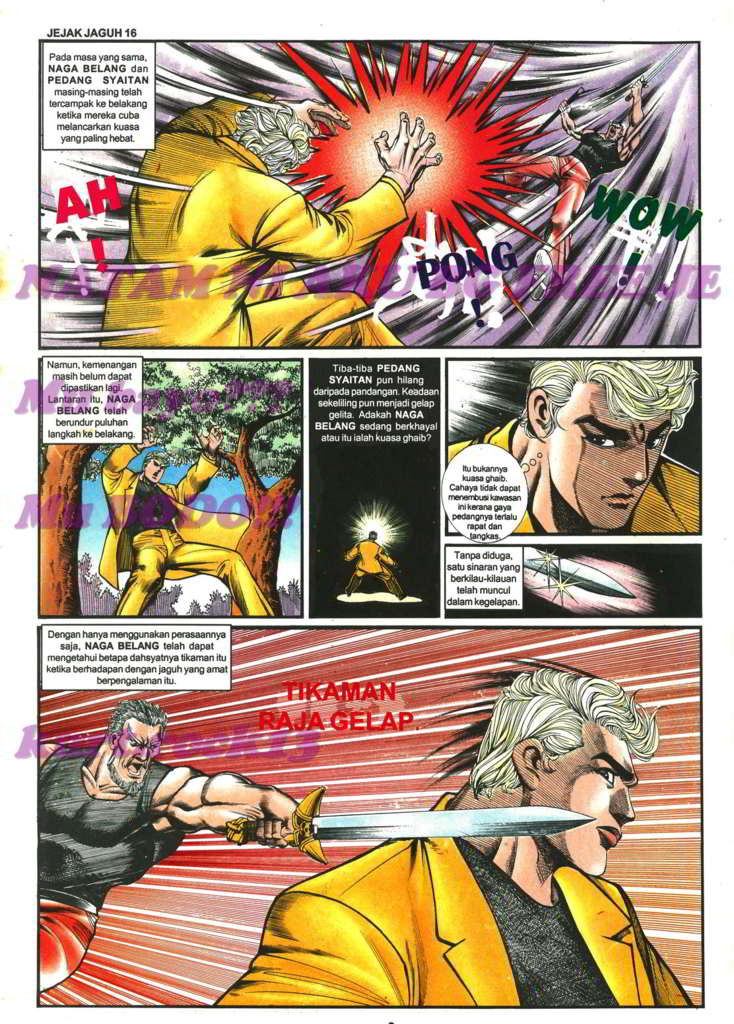 JEJAK JAGUH 16
Pada masa yang sama,
NAGA BELANG dan
PEDANG SYAITAN
masing-masing telah
tercampak ke belakang
ketika mereka cuba
melancarkan kuasa
yang paling hebat.
AH
!
WOW
!
PONG
!
Namun, kemenangan
masih belum dapat
dipastikan lagi.
Lantaran itu, NAGA
BELANG telah
berundur puluhan
langkah ke belakang.
Tiba-tiba PEDANG
SYAITAN pun hilang
daripada pandangan. Keadaan
sekeliling pun menjadi gelap
gelita. Adakah NAGA
BELANG sedang berkhayal
atau itu ialah kuasa ghaib?
Itu bukannya
kuasa ghaib.
Cahaya tidak dapat
menembusi kawasan
ini kerana gaya
pedangnya terlalu
rapat dan
tangkas.
Tanpa diduga,
satu sinaran yang
berkilau-kilauan
telah muncul
dalam kegelapan.
Dengan hanya menggunakan perasaannya
saja, NAGA BELANG telah dapat
mengetahui betapa dahsyatnya tikaman itu
ketika berhadapan dengan jaguh yang amat
berpengalaman itu.
TIKAMAN
RAJA GELAP.